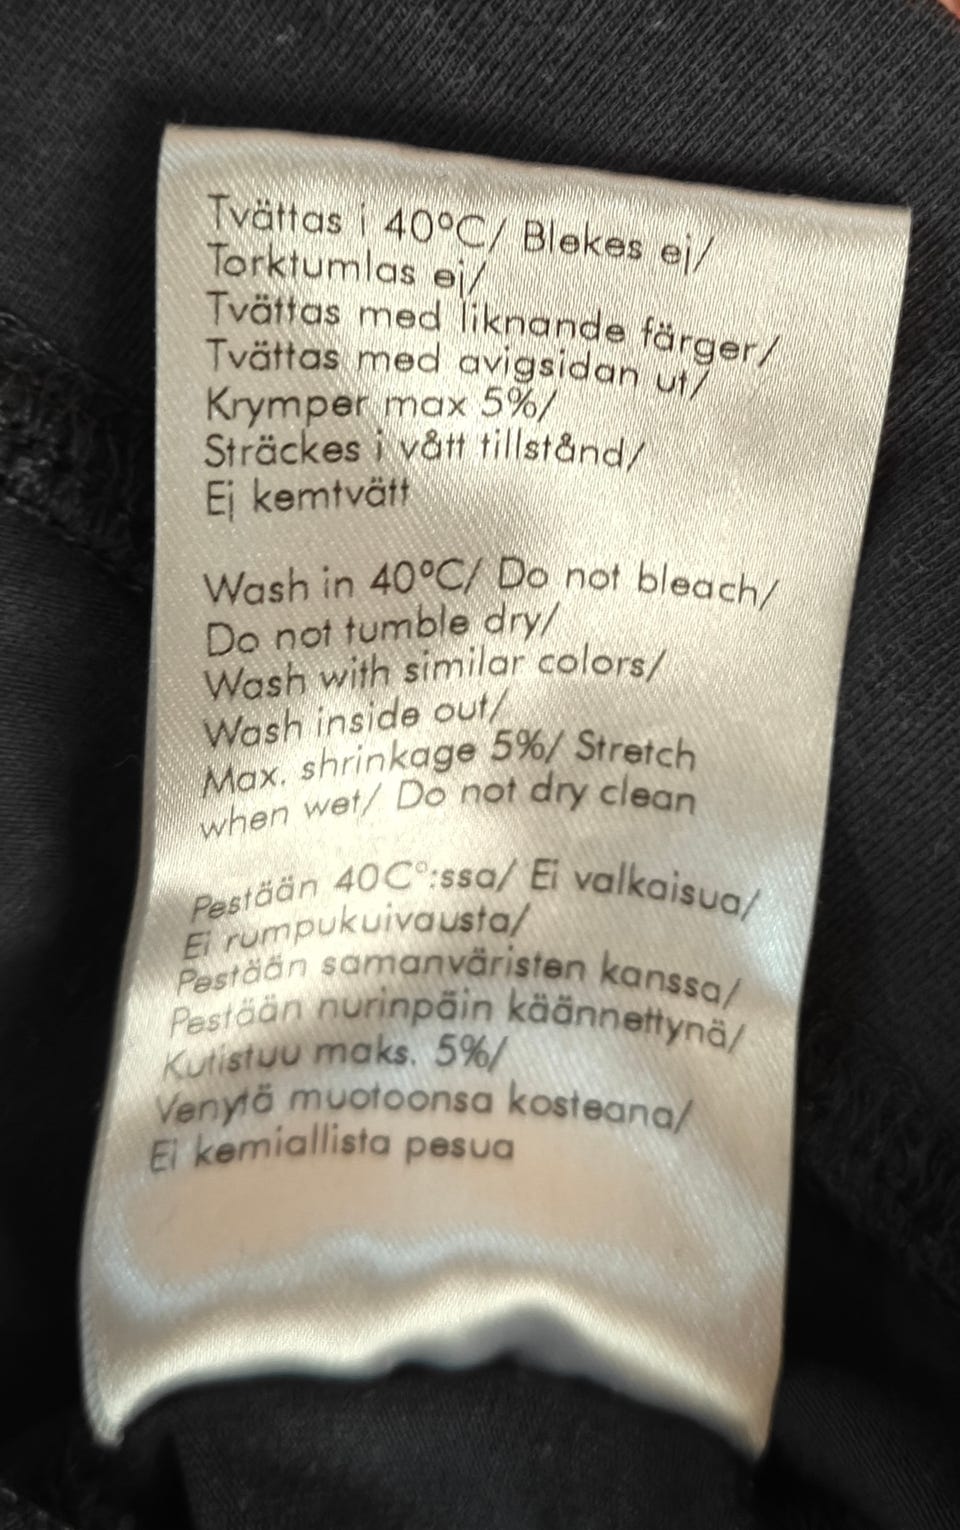 Tvättas i 40°C/ Blekes ej/
Torktumlas ej/
Tvättas med liknande färger/
Tvättas med avigsidan ut/
Krymper max 5%/
Sträckes i vått tillstånd/
Ej kemtvätt
Wash in 40°C/ Do not bleach/
Do not tumble dry/
Wash with similar colors/
Wash inside out/
Max. shrinkage 5%/ Stretch
when wet/ Do not dry clean
Pestään 40C°:ssa/ Ei valkaisua/
Ei rumpukuivausta/
Pestään samanväristen kanssa/
Pestään nurinpäin käännettynä/
Kutistuu maks. 5%/
Venytä muotoonsa kosteana/
Ei kemiallista pesua